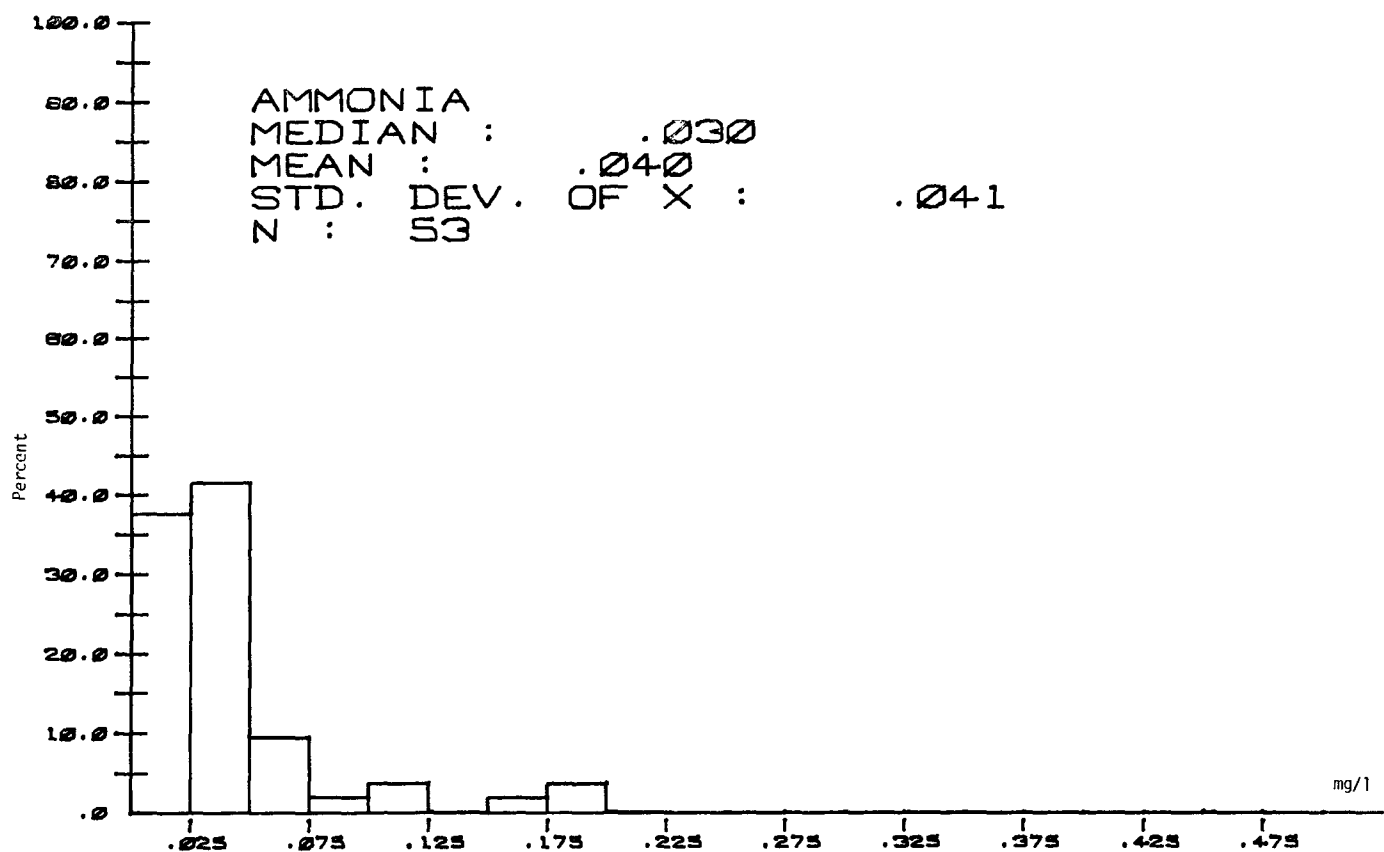 100.0
AMMONIA
MEDIAN : .030
MEAN : .040
STD. DEV. OF X : .041
N : 53
90.0
80.0
70.0
60.0
50.0
40.0
30.0
20.0
10.0
.0
Percent
mg/l
.025 .075 .125 .175 .225 .275 .325 .375 .425 .475